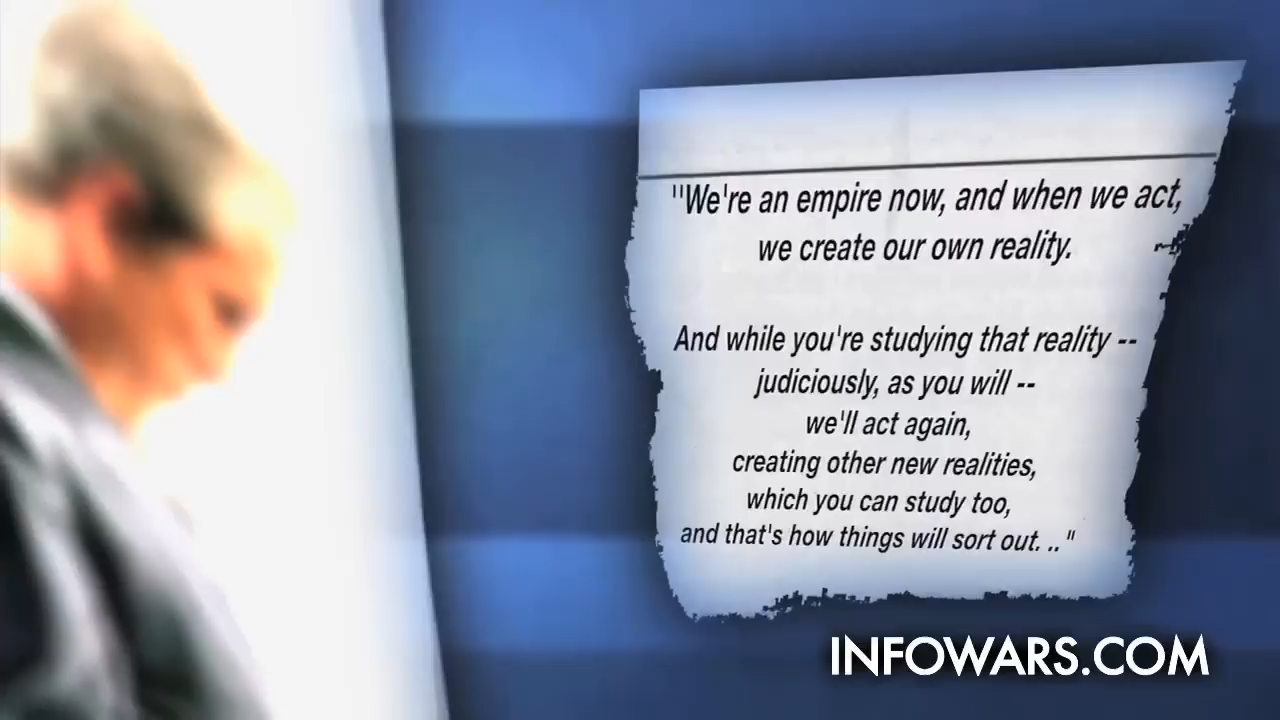 "We're an empire now, and when we act,
we create our own reality.
And while you're studying that reality --
judiciously, as you will --
we'll act again,
creating other new realities,
which you can study too,
and that's how things will sort out. .. "
INFOWARS.COM